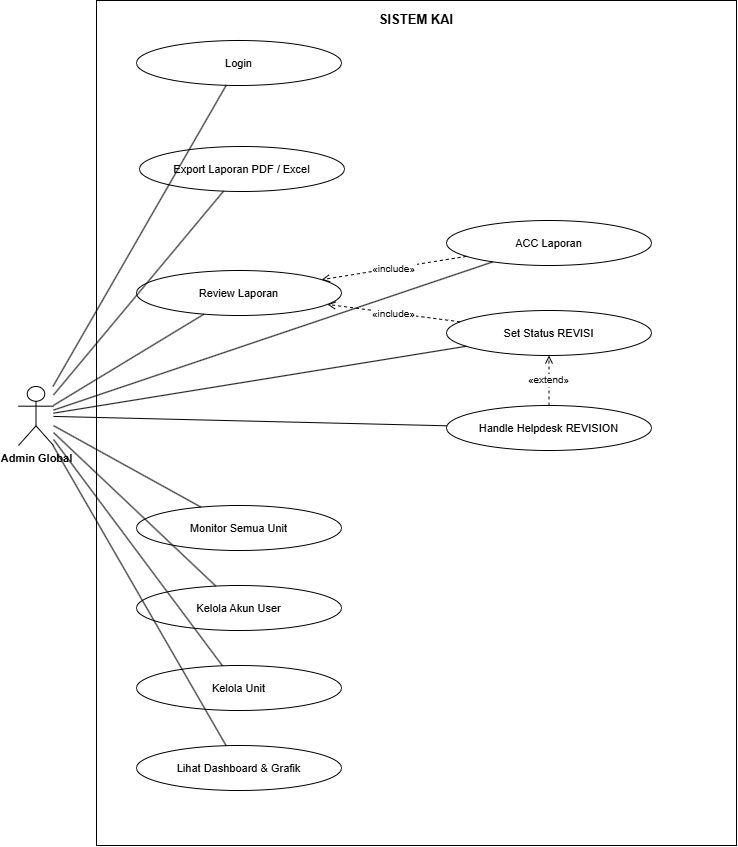 SISTEM KAI
Login
Export Laporan PDF / Excel
ACC Laporan
«include»
Review Laporan
«include»
Set Status REVISI
«extend»
Handle Helpdesk REVISION
Admin Global
Monitor Semua Unit
Kelola Akun User
Kelola Unit
Lihat Dashboard & Grafik